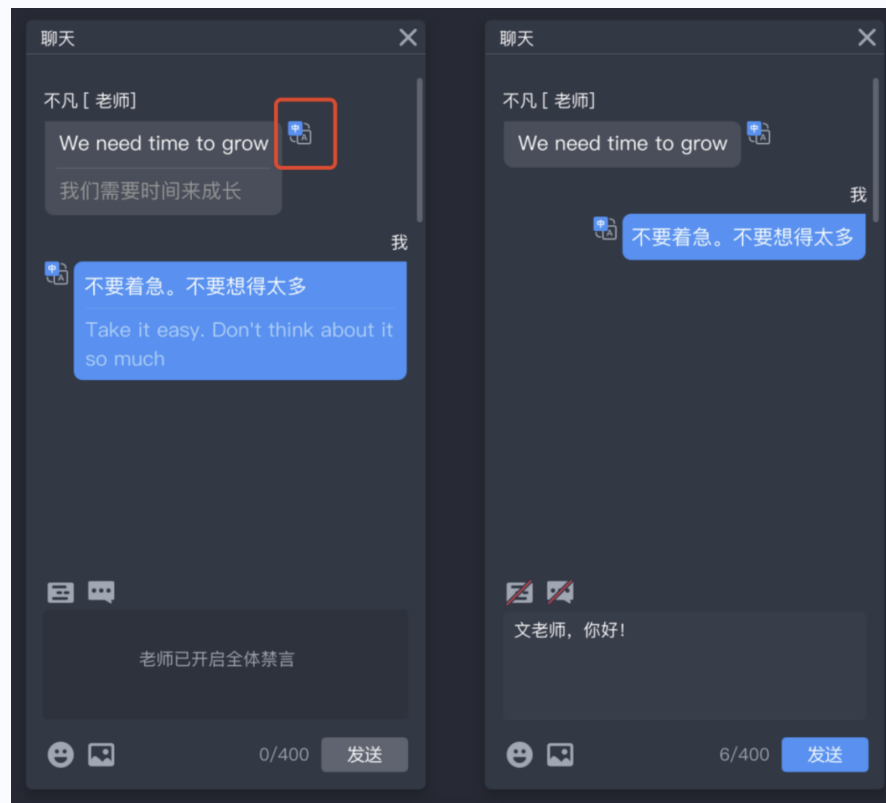 聊天
不凡 [ 老师]
We need time to grow
中
A
我们需要时间来成长
我
中
A
不要着急。不要想得太多
Take it easy. Don't think about it
so much
老师已开启全体禁言
0/400
发送
聊天
不凡 [ 老师]
We need time to grow
中
A
我
中
A
不要着急。不要想得太多
文老师，你好!
6/400
发送